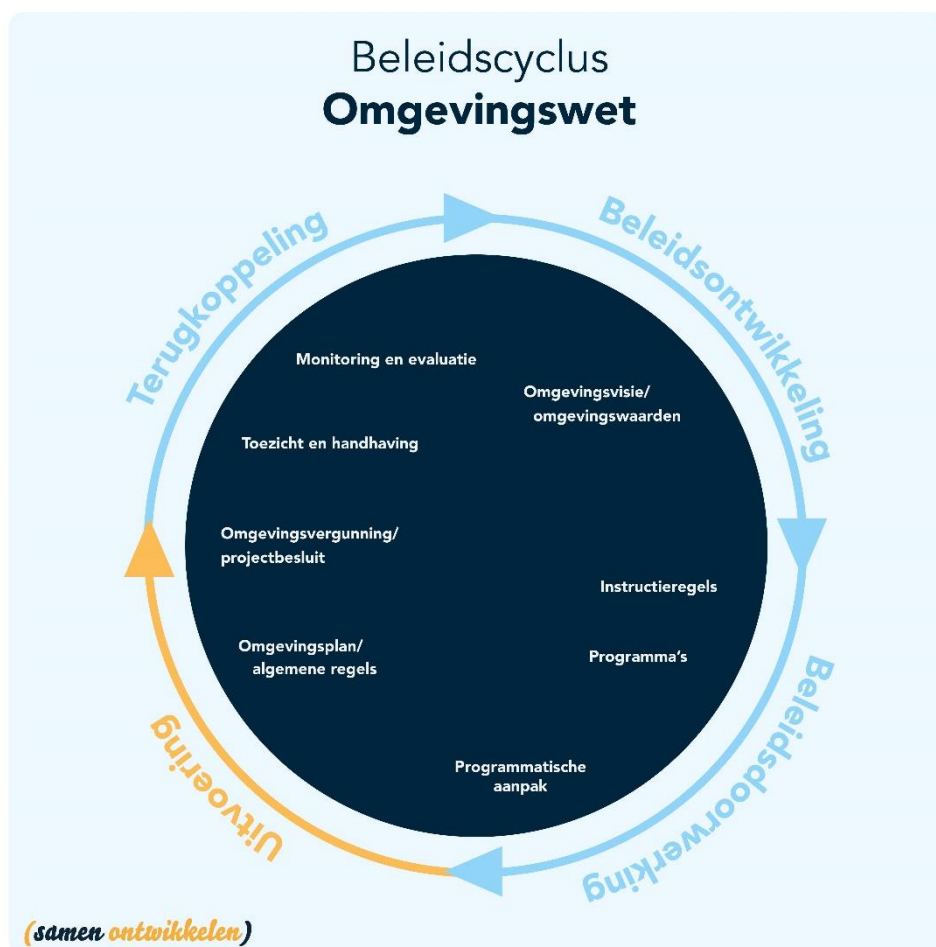 Beleidscyclus
Omgevingswet
Terugkoppeling
Beleidsontwikkeling
Monitoring en evaluatie
Omgevingsvisie/
omgevingswaarden
Toezicht en handhaving
Omgevingsvergunning/
projectbesluit
Instructieregels
Omgevingsplan/
algemene regels
Programma's
Programmatische
aanpak
Uitvoering
Beleidsdoorwerking
(samen ontwikkelen)